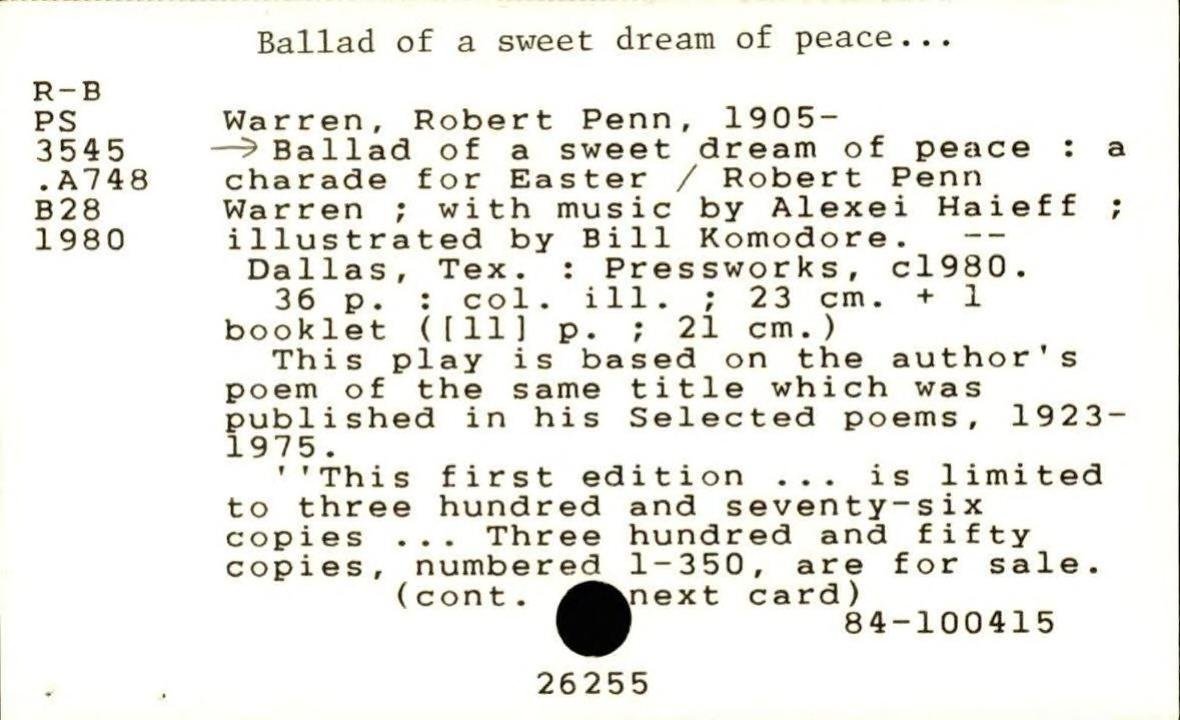 Ballad of a sweet dream of peace...
R-B
PS
3545
.A748
B28
1980
Warren, Robert Penn, 1905-
→ Ballad of a sweet dream of peace : a
charade for Easter / Robert Penn
Warren ; with music by Alexei Haieff ;
illustrated by Bill Komodore. --
Dallas, Tex. : Pressworks, c1980.
36 p. : col. ill. ; 23 cm. + 1
booklet ([11] p. ; 21 cm.)
This play is based on the author's
poem of the same title which was
published in his Selected poems, 1923-
1975.
''This first edition ... is limited
to three hundred and seventy-six
copies ... Three hundred and fifty
copies, numbered 1-350, are for sale.
(cont. next card)
84-100415
26255